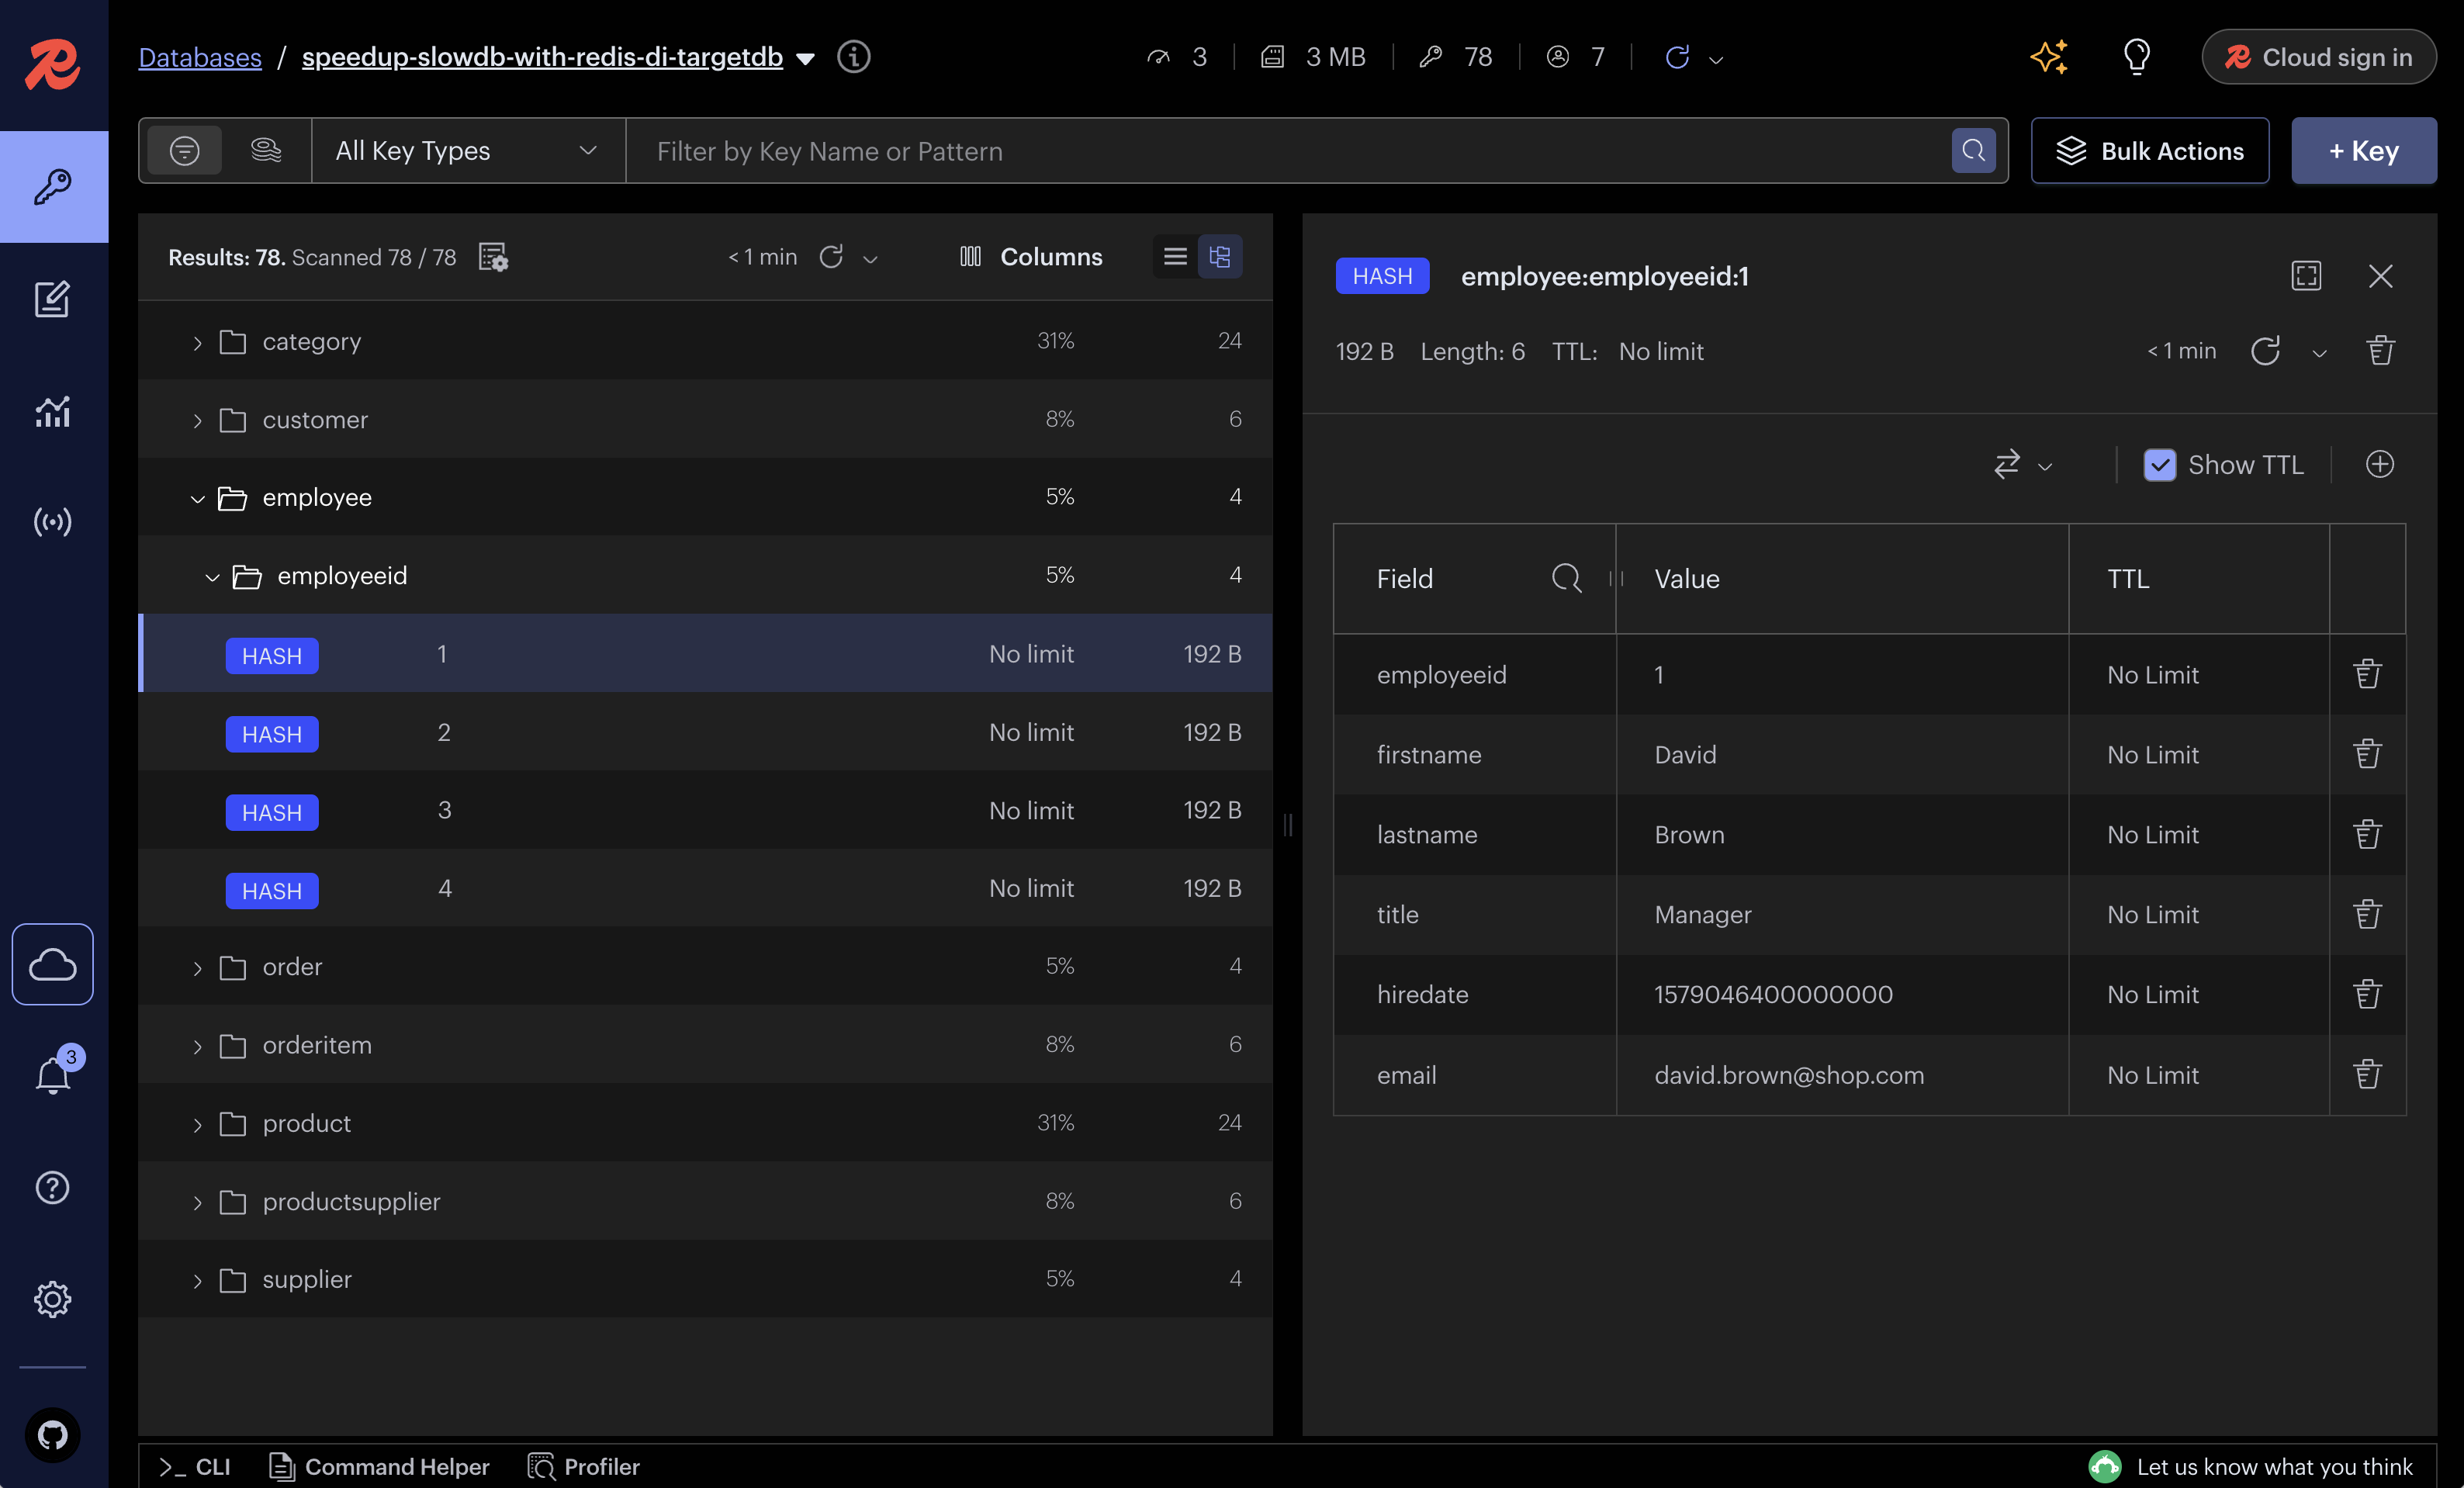 Databases / speedup-slowdb-with-redis-di-targetdb
3 3 MB 78 7
Cloud sign in
All Key Types
Filter by Key Name or Pattern
Bulk Actions
+ Key
Results: 78. Scanned 78 / 78
< 1 min
Columns
category 31% 24
customer 8% 6
employee 5% 4
employeeid 5% 4
HASH 1 No limit 192 B
HASH 2 No limit 192 B
HASH 3 No limit 192 B
HASH 4 No limit 192 B
order 5% 4
orderitem 8% 6
product 31% 24
productsupplier 8% 6
supplier 5% 4
HASH employee:employeeid:1
192 B Length: 6 TTL: No limit
< 1 min
Show TTL
Field Value TTL
employeeid 1 No Limit
firstname David No Limit
lastname Brown No Limit
title Manager No Limit
hiredate 1579046400000000 No Limit
email david.brown@shop.com No Limit
3
>_ CLI Command Helper Profiler
Let us know what you think